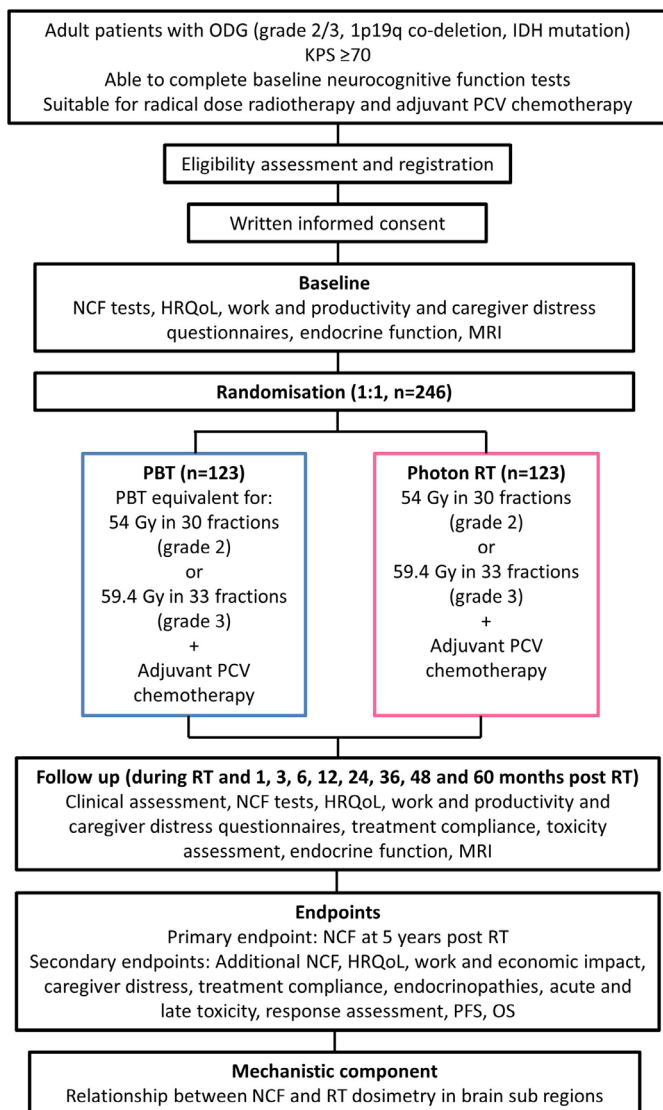 Adult patients with ODG (grade 2/3, 1p19q co-deletion, IDH mutation)
KPS ≥70
Able to complete baseline neurocognitive function tests
Suitable for radical dose radiotherapy and adjuvant PCV chemotherapy
Eligibility assessment and registration
Written informed consent
Baseline
NCF tests, HRQoL, work and productivity and caregiver distress
questionnaires, endocrine function, MRI
Randomisation (1:1, n=246)
PBT (n=123)
PBT equivalent for:
54 Gy in 30 fractions
(grade 2)
or
59.4 Gy in 33 fractions
(grade 3)
+
Adjuvant PCV
chemotherapy
Photon RT (n=123)
54 Gy in 30 fractions
(grade 2)
or
59.4 Gy in 33 fractions
(grade 3)
+
Adjuvant PCV
chemotherapy
Follow up (during RT and 1, 3, 6, 12, 24, 36, 48 and 60 months post RT)
Clinical assessment, NCF tests, HRQoL, work and productivity and
caregiver distress questionnaires, treatment compliance, toxicity
assessment, endocrine function, MRI
Endpoints
Primary endpoint: NCF at 5 years post RT
Secondary endpoints: Additional NCF, HRQoL, work and economic impact,
caregiver distress, treatment compliance, endocrinopathies, acute and
late toxicity, response assessment, PFS, OS
Mechanistic component
Relationship between NCF and RT dosimetry in brain sub regions